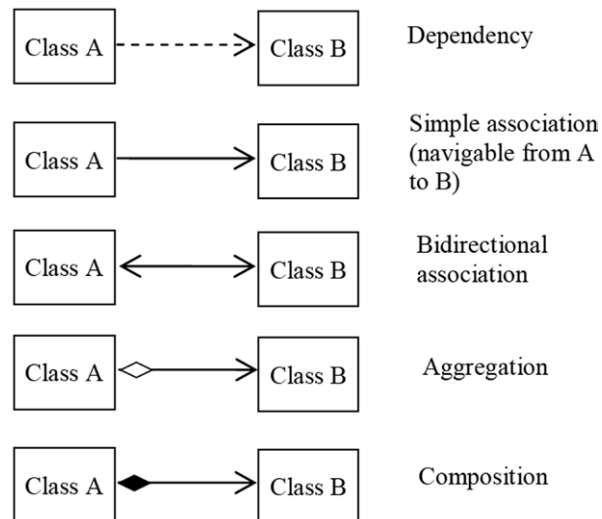 Class A Class B Dependency
Class A Class B Simple association
(navigable from A
to B)
Class A Class B Bidirectional
association
Class A Class B Aggregation
Class A Class B Composition